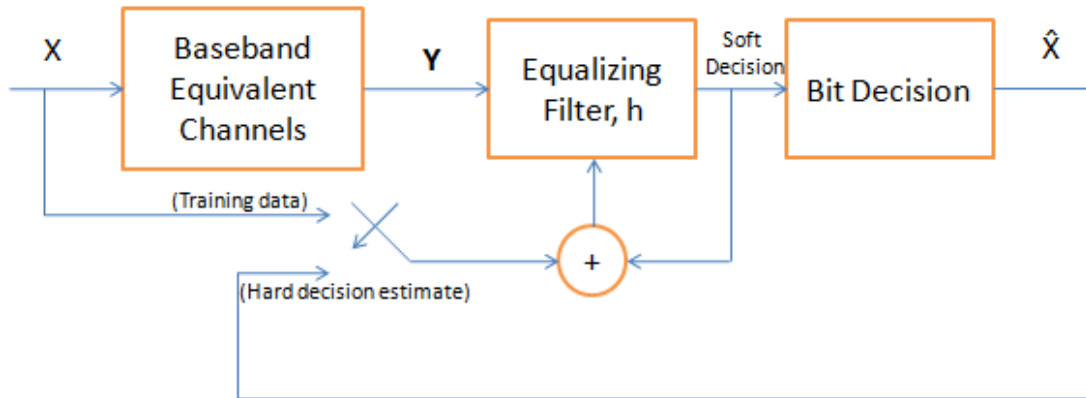 X
Baseband
Equivalent
Channels
Y
Equalizing
Filter, h
Soft
Decision
Bit Decision
X̂
(Training data)
+
(Hard decision estimate)